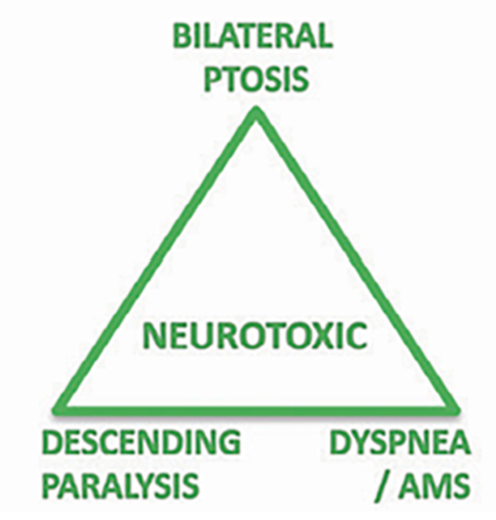 BILATERAL
PTOSIS
NEUROTOXIC
DESCENDING
PARALYSIS
DYSPNEA
/ AMS